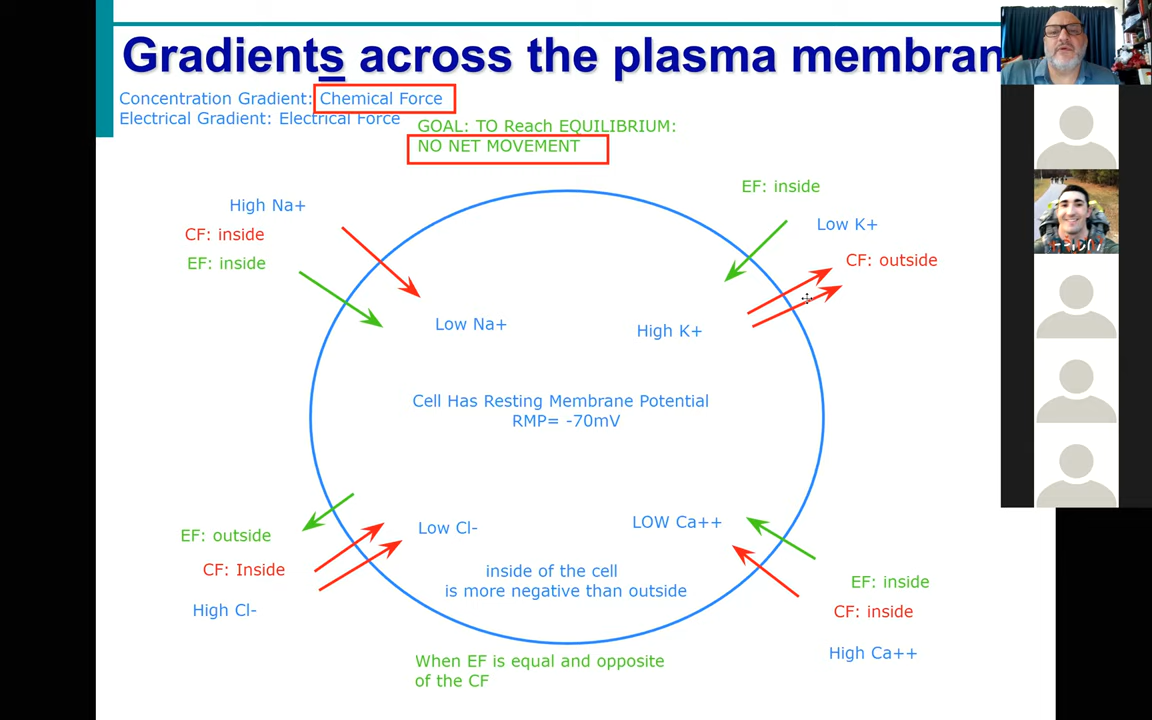 Gradients across the plasma membran
Concentration Gradient: Chemical Force
Electrical Gradient: Electrical Force
GOAL: TO Reach EQUILIBRIUM:
NO NET MOVEMENT
EF: inside
High Na+
Low K+
CF: inside
EF: inside
CF: outside
Low Na+
High K+
Cell Has Resting Membrane Potential
RMP= -70mV
EF: outside
Low Cl-
LOW Ca++
CF: Inside
inside of the cell
is more negative than outside
EF: inside
High Cl-
CF: inside
High Ca++
When EF is equal and opposite
of the CF